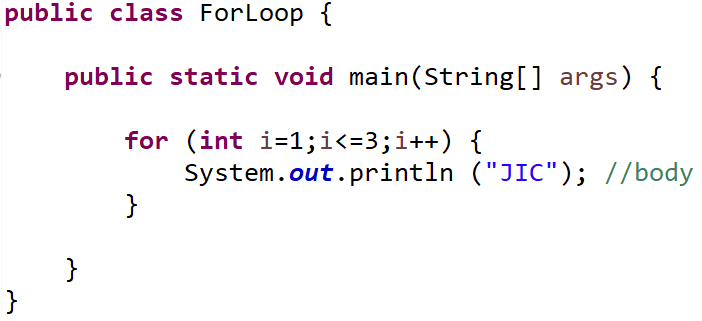 public class ForLoop {
public static void main(String[] args) {
for (int i=1;i<=3;i++) {
System.out.println ("JIC"); //body
}
}
}